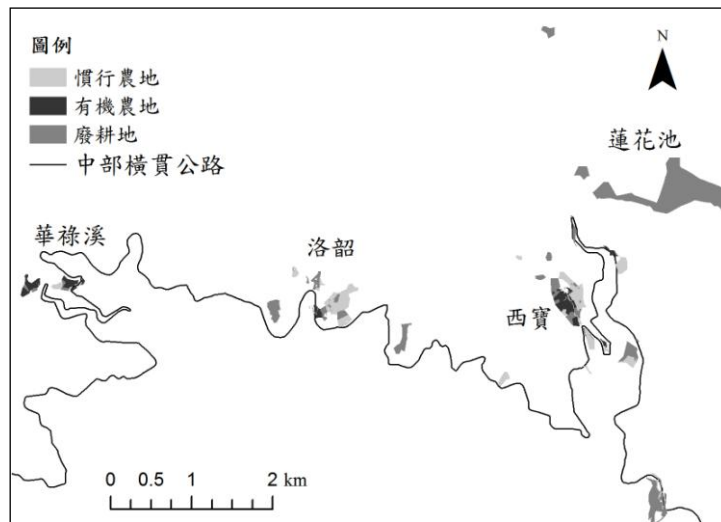 圖例
慣行農地
有機農地
廢耕地
中部橫貫公路
N
蓮花池
華祿溪
洛韶
西寶
0 0.5 1 2 km